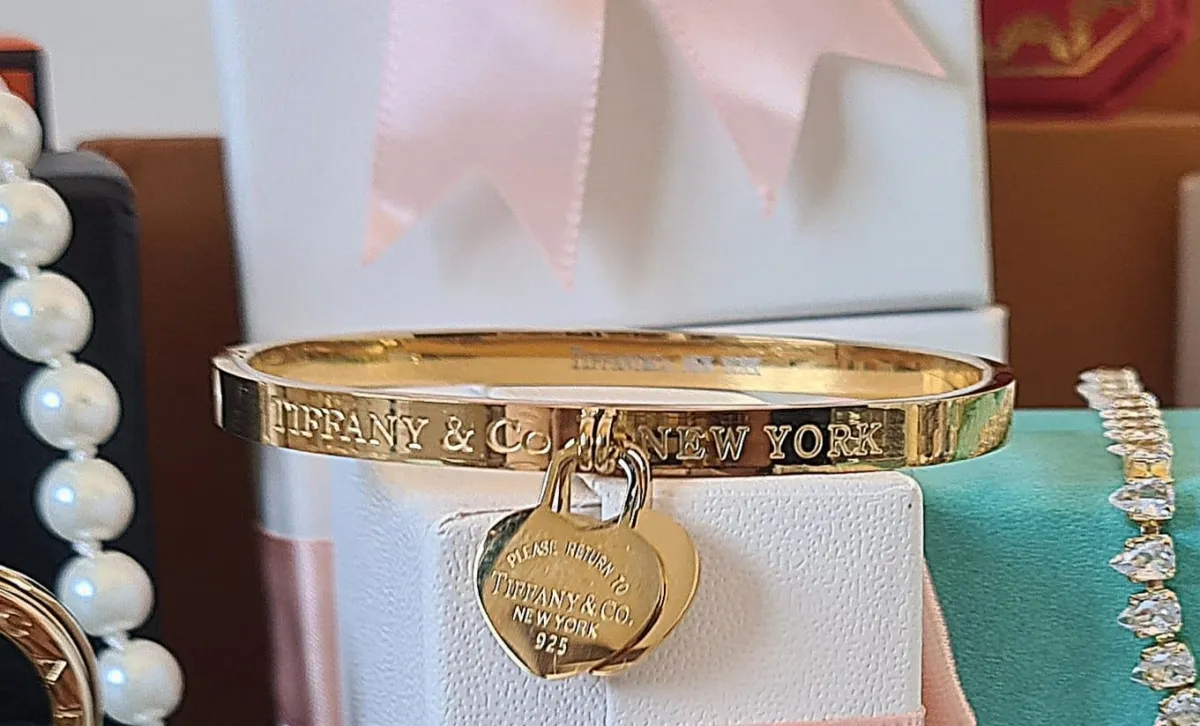 TIFFANY & Co. NEW YORK
PLEASE RETURN TO
TIFFANY & CO.
NEW YORK
925